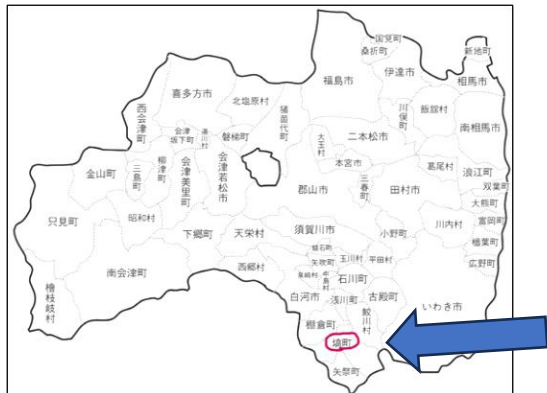 国見町
桑折町
新地町
福島市
伊達市
相馬市
喜多方市
北塩原村
猪苗代町
川俣町
飯舘村
西会津町
会津坂下町
湯川村
磐梯町
大玉村
二本松市
南相馬市
本宮市
葛尾村
浪江町
金山町
三島町
柳津町
会津美里町
会津若松市
郡山市
三春町
田村市
双葉町
大熊町
只見町
昭和村
下郷町
天栄村
須賀川市
小野町
川内村
富岡町
楢葉町
広野町
鏡石町
南会津町
西郷村
矢吹町
玉川村
平田村
泉崎村
中島村
石川町
檜枝岐村
白河市
浅川町
古殿町
いわき市
棚倉町
鮫川村
塙町
矢祭町